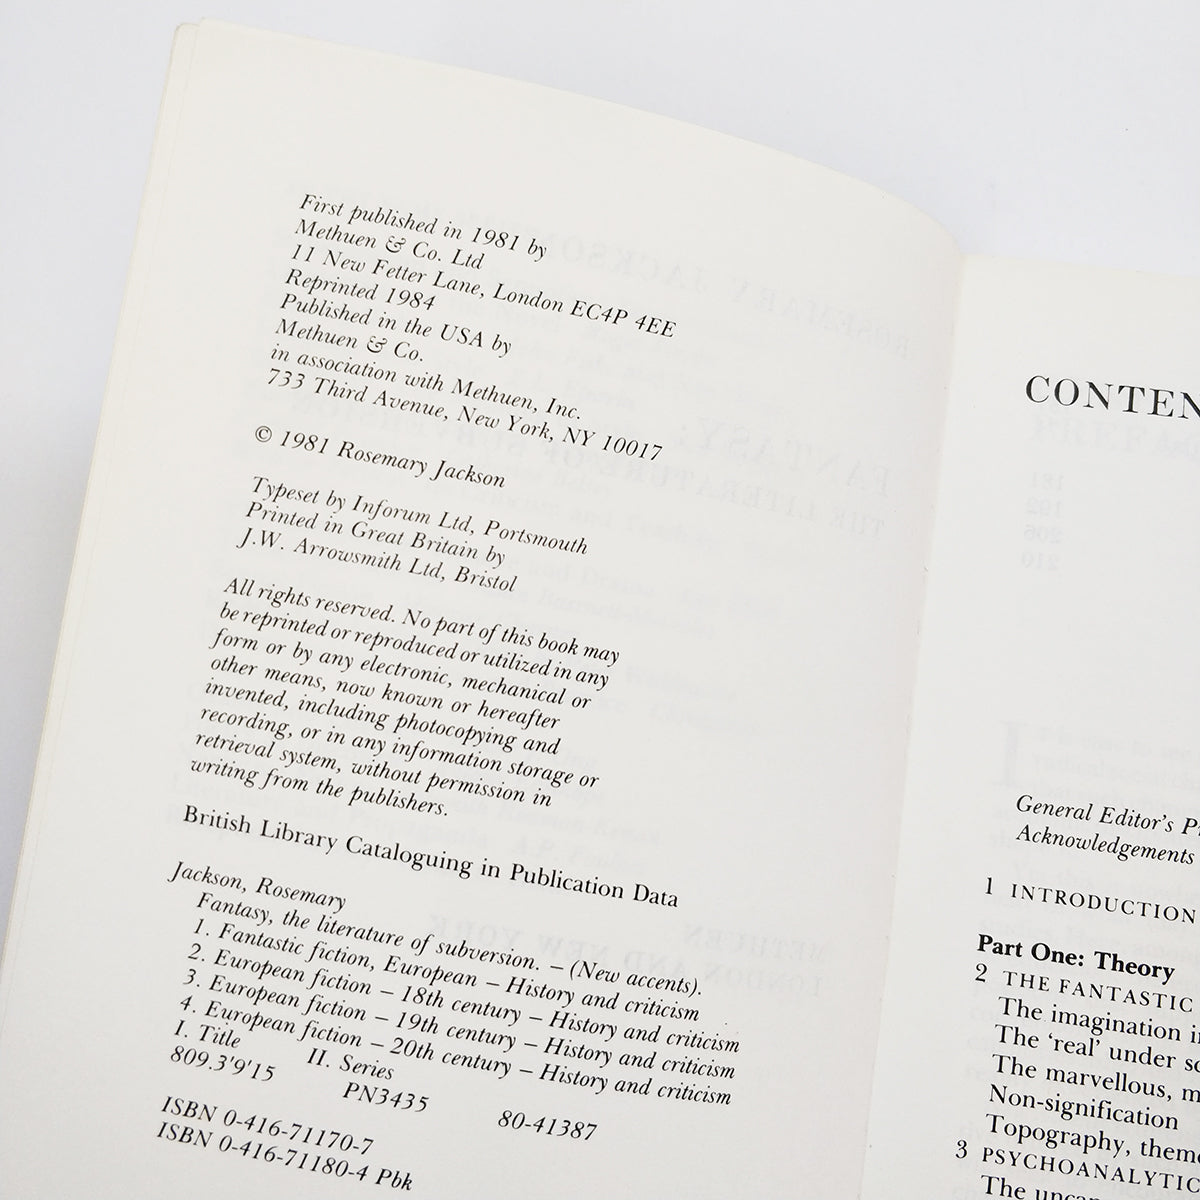 First published in 1981 by
Methuen & Co. Ltd
11 New Fetter Lane, London EC4P 4EE
Reprinted 1984
Published in the USA by
Methuen & Co.
in association with Methuen, Inc.
733 Third Avenue, New York, NY 10017
© 1981 Rosemary Jackson
Typeset by Inforum Ltd, Portsmouth
Printed in Great Britain by
J.W. Arrowsmith Ltd, Bristol
All rights reserved. No part of this book may
be reprinted or reproduced or utilized in any
form or by any electronic, mechanical or
other means, now known or hereafter
invented, including photocopying and
recording, or in any information storage or
retrieval system, without permission in
writing from the publishers.
British Library Cataloguing in Publication Data
Jackson, Rosemary
Fantasy, the literature of subversion. – (New accents).
1. Fantastic fiction, European – History and criticism
2. European fiction – 18th century – History and criticism
3. European fiction – 19th century – History and criticism
4. European fiction – 20th century – History and criticism
I. Title II. Series
809.3'9'15 PN3435 80-41387
ISBN 0-416-71170-7
ISBN 0-416-71180-4 Pbk
CONTEN
General Editor's P
Acknowledgements
1 INTRODUCTION
Part One: Theory
2 THE FANTASTIC
The imagination i
The 'real' under sc
The marvellous, m
Non-signification
Topography, theme
3 PSYCHOANALYTIC
The uncan